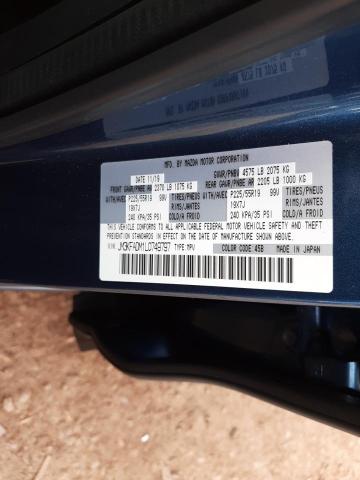 MFD. BY MAZDA MOTOR CORPORATION
DATE 11/19 GVWR/PNBV 4575 LB 2075 KG
FRONT GAWR/PNBE AV 2370 LB 1075 KG REAR GAWR/PNBE AR 2205 LB 1000 KG
WITH/AVEC P225/55R19 99V TIRES/PNEUS WITH/AVEC P225/55R19 99V TIRES/PNEUS
19X7J RIMS/JANTES 19X7J RIMS/JANTES
240 KPA/35 PSI COLD/A FROID 240 KPA/35 PSI COLD/A FROID
THIS VEHICLE CONFORMS TO ALL APPLICABLE FEDERAL MOTOR VEHICLE SAFETY AND THEFT
PREVENTION STANDARDS IN EFFECT ON THE DATE OF MANUFACTURE SHOWN ABOVE.
VIN: JM3KFADM1L0749797 TYPE: MPV COLOR CODE: 45B MADE IN JAPAN